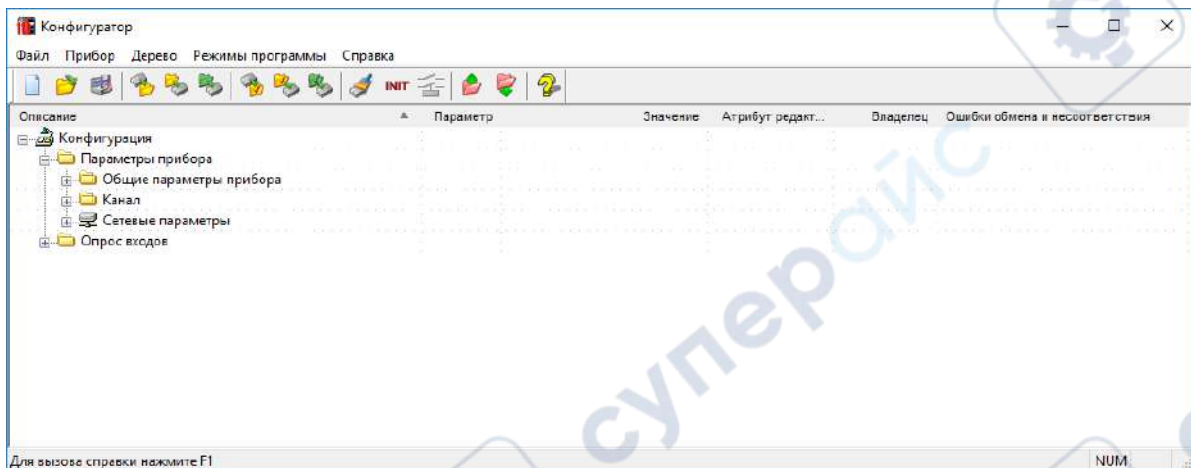 Конфигуратор
Файл Прибор Дерево Режимы программы Справка
INIT
Описание Параметр Значение Атрибут редакт... Владелец Ошибки обмена и несоответствия
Конфигурация
Параметры прибора
Общие параметры прибора
Канал
Сетевые параметры
Опрос входов
суперайс
Для вызова справки нажмите F1 NUM